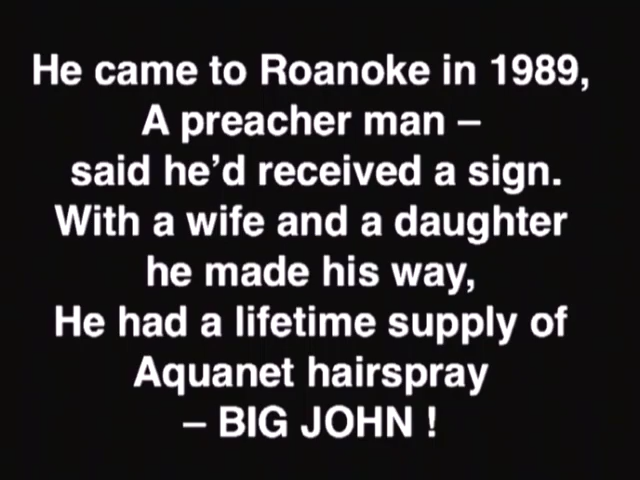 He came to Roanoke in 1989,
A preacher man –
said he’d received a sign.
With a wife and a daughter
he made his way,
He had a lifetime supply of
Aquanet hairspray
– BIG JOHN !